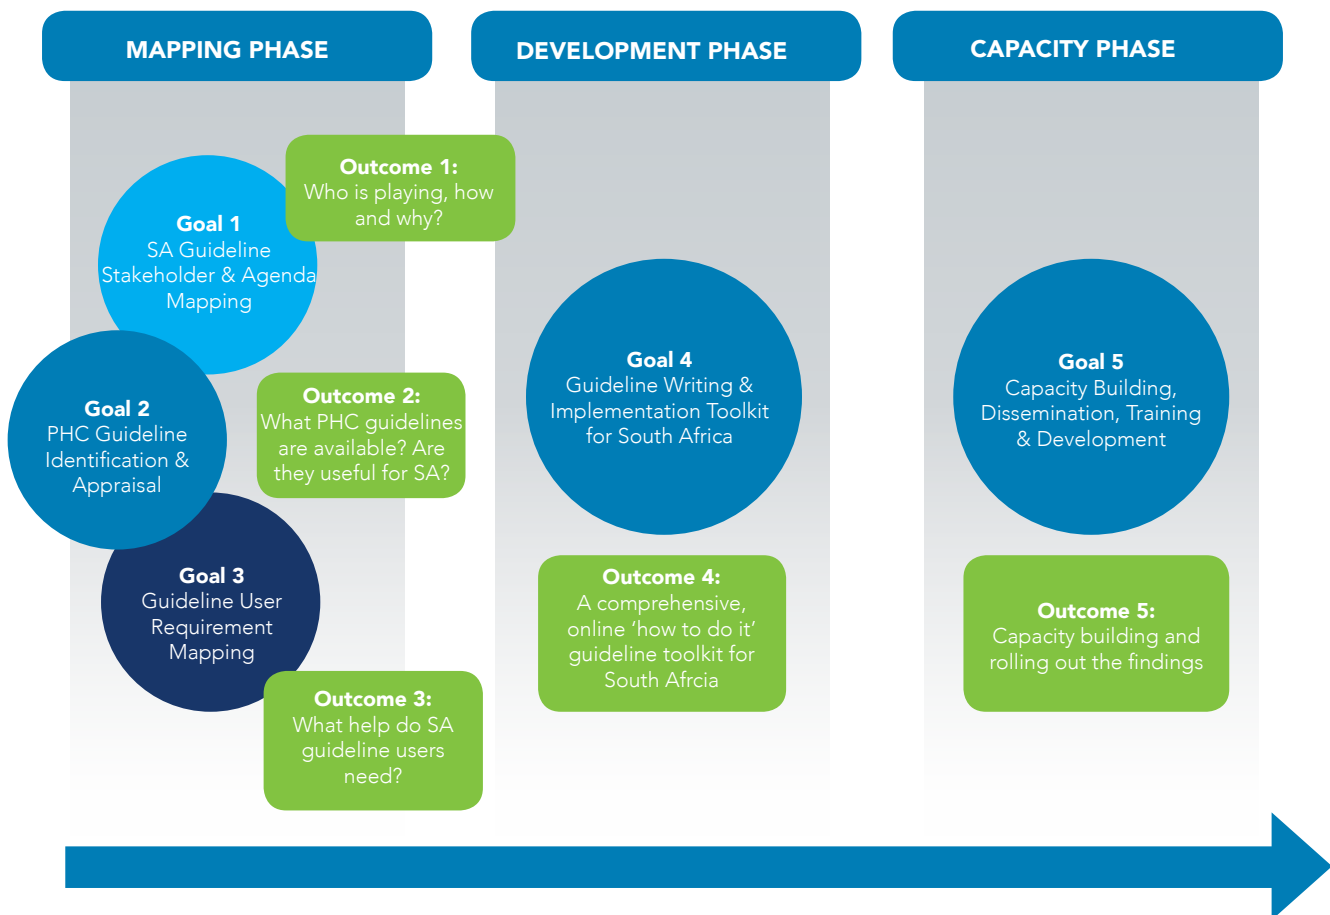 MAPPING PHASE
DEVELOPMENT PHASE
CAPACITY PHASE
Outcome 1:
Who is playing, how
and why?
Goal 1
SA Guideline
Stakeholder & Agenda
Mapping
Goal 2
PHC Guideline
Identification &
Appraisal
Outcome 2:
What PHC guidelines
are available? Are
they useful for SA?
Goal 3
Guideline User
Requirement
Mapping
Outcome 3:
What help do SA
guideline users
need?
Goal 4
Guideline Writing &
Implementation Toolkit
for South Africa
Outcome 4:
A comprehensive,
online ‘how to do it’
guideline toolkit for
South Afrcia
Goal 5
Capacity Building,
Dissemination, Training
& Development
Outcome 5:
Capacity building and
rolling out the findings